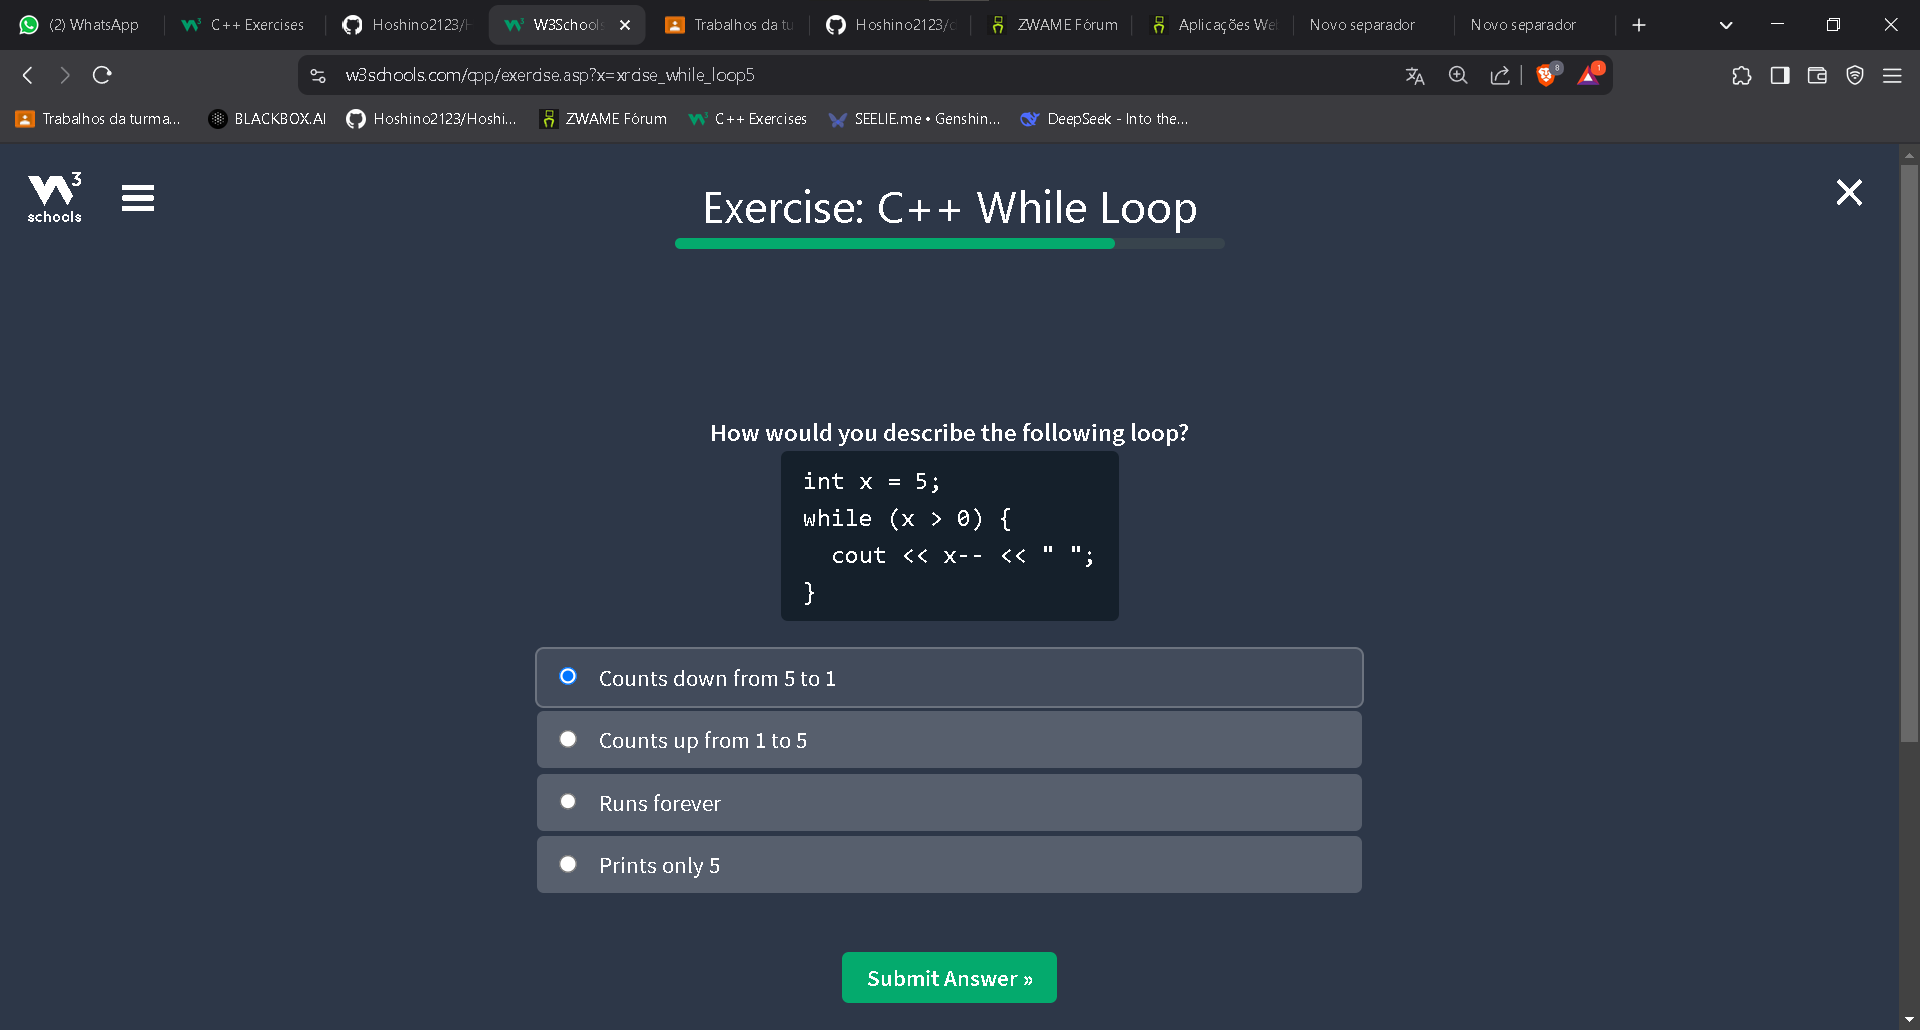 (2) WhatsApp
C++ Exercises
Hoshino2123/H
W3Schools
Trabalhos da tu
Hoshino2123/c
ZWAME Fórum
Aplicações We
Novo separador
Novo separador
w3schools.com/cpp/exercise.asp?x=xrcise_while_loop5
8
1
Trabalhos da turma...
BLACKBOX.AI
Hoshino2123/Hoshi...
ZWAME Fórum
C++ Exercises
SEELIE.me • Genshin...
DeepSeek - Into the...
W3
schools
Exercise: C++ While Loop
How would you describe the following loop?
int x = 5;
while (x > 0) {
  cout << x-- << " ";
}
Counts down from 5 to 1
Counts up from 1 to 5
Runs forever
Prints only 5
Submit Answer »